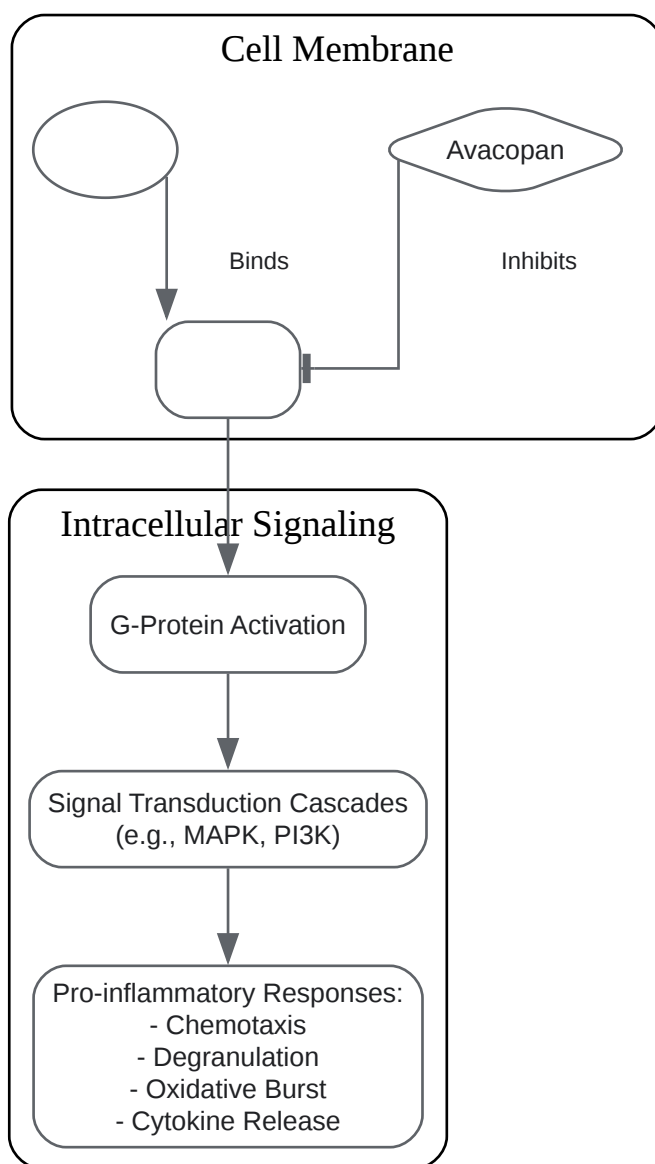 Cell Membrane
Avacopan
Binds
Inhibits
Intracellular Signaling
G-Protein Activation
Signal Transduction Cascades
(e.g., MAPK, PI3K)
Pro-inflammatory Responses:
- Chemotaxis
- Degranulation
- Oxidative Burst
- Cytokine Release